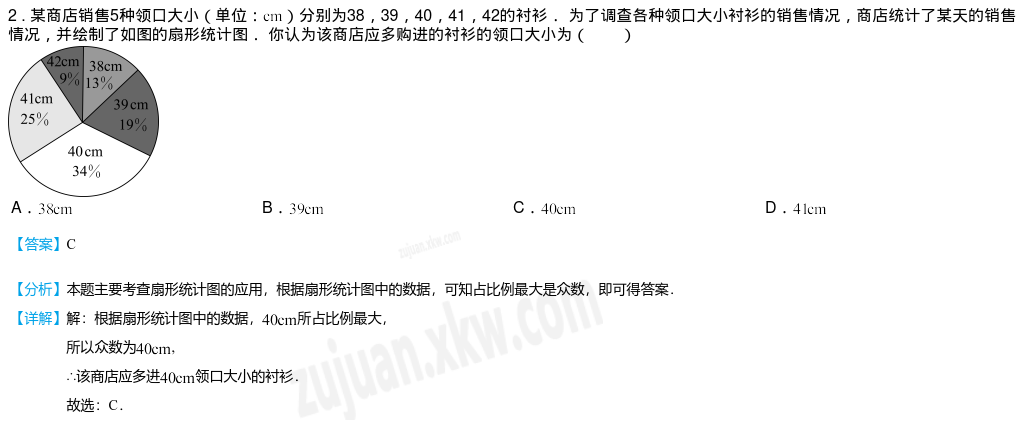 2．某商店销售5种领口大小（单位：cm）分别为38，39，40，41，42的衬衫．为了调查各种领口大小衬衫的销售情况，商店统计了某天的销售
情况，并绘制了如图的扇形统计图．你认为该商店应多购进的衬衫的领口大小为（　　）
42cm
9%
38cm
13%
41cm
25%
39cm
19%
40cm
34%
A．38cm
B．39cm
C．40cm
D．41cm
【答案】C
zujuan.xkw.com
【分析】本题主要考查扇形统计图的应用，根据扇形统计图中的数据，可知占比例最大是众数，即可得答案．
【详解】解：根据扇形统计图中的数据，40cm所占比例最大，
所以众数为40cm，
∴该商店应多进40cm领口大小的衬衫．
故选：C．
zujuan.xkw.com